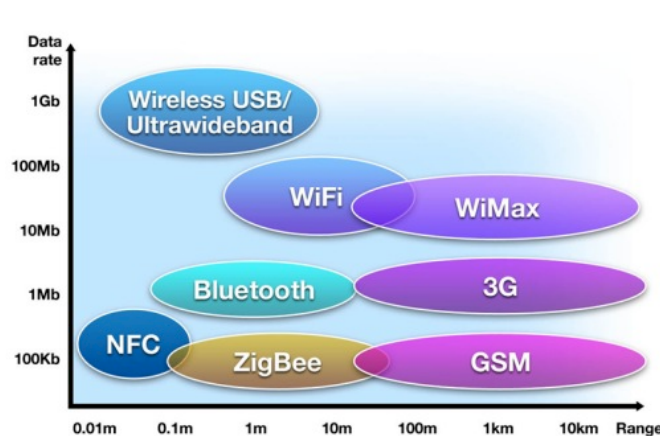 Data
rate
1Gb
Wireless USB/
Ultrawideband
100Mb
WiFi
WiMax
10Mb
Bluetooth
3G
1Mb
NFC
ZigBee
GSM
100Kb
0.01m 0.1m 1m 10m 100m 1km 10km Range